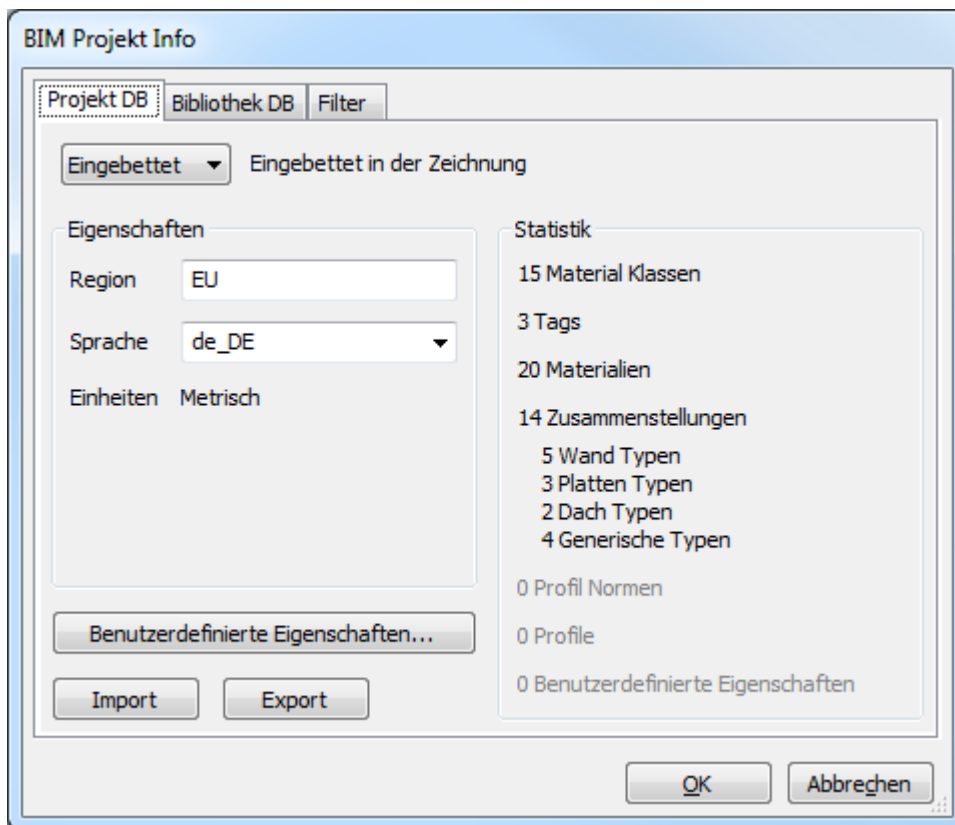 BIM Projekt Info
Projekt DB Bibliothek DB Filter
Eingebettet Eingebettet in der Zeichnung
Eigenschaften
Region EU
Sprache de_DE
Einheiten Metrisch
Benutzerdefinierte Eigenschaften...
Import Export
Statistik
15 Material Klassen
3 Tags
20 Materialien
14 Zusammenstellungen
5 Wand Typen
3 Platten Typen
2 Dach Typen
4 Generische Typen
0 Profil Normen
0 Profile
0 Benutzerdefinierte Eigenschaften
OK Abbrechen